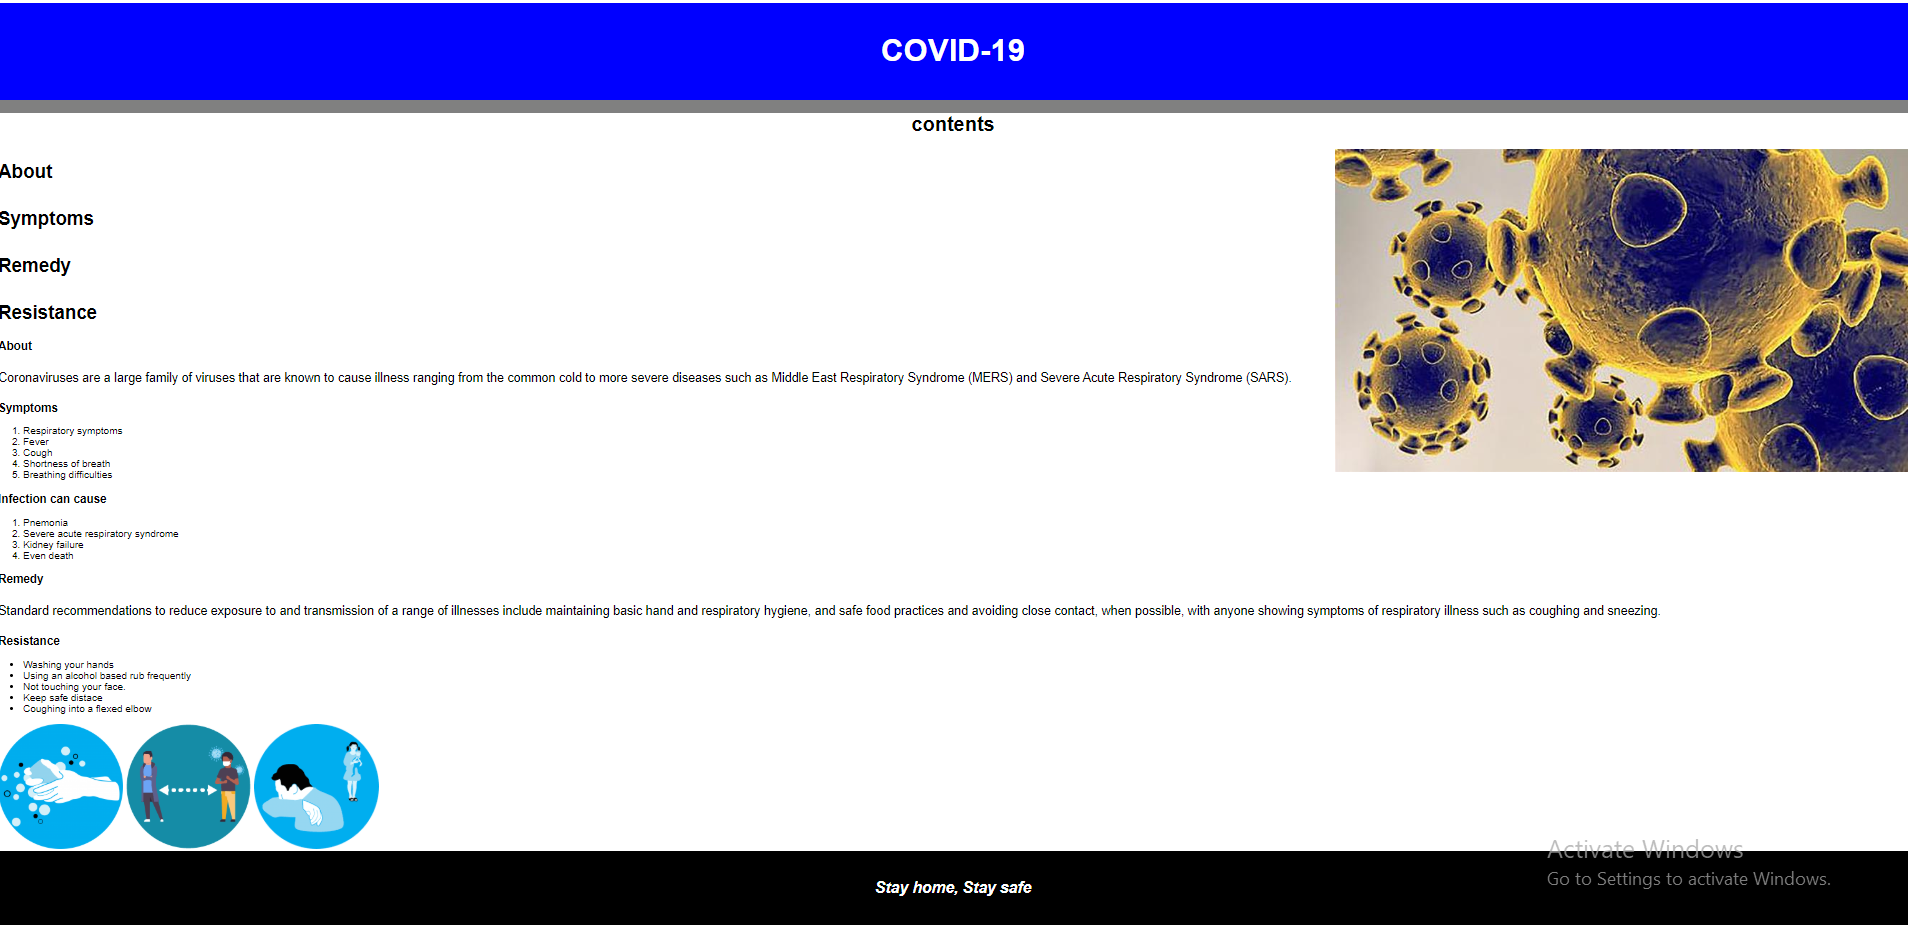 COVID-19
contents
About
Symptoms
Remedy
Resistance
About
Coronaviruses are a large family of viruses that are known to cause illness ranging from the common cold to more severe diseases such as Middle East Respiratory Syndrome (MERS) and Severe Acute Respiratory Syndrome (SARS).
Symptoms
1. Respiratory symptoms
2. Fever
3. Cough
4. Shortness of breath
5. Breathing difficulties
Infection can cause
1. Pnemonia
2. Severe acute respiratory syndrome
3. Kidney failure
4. Even death
Remedy
Standard recommendations to reduce exposure to and transmission of a range of illnesses include maintaining basic hand and respiratory hygiene, and safe food practices and avoiding close contact, when possible, with anyone showing symptoms of respiratory illness such as coughing and sneezing.
Resistance
• Washing your hands
• Using an alcohol based rub frequently
• Not touching your face.
• Keep safe distace
• Coughing into a flexed elbow
Stay home, Stay safe
Activate Windows
Go to Settings to activate Windows.